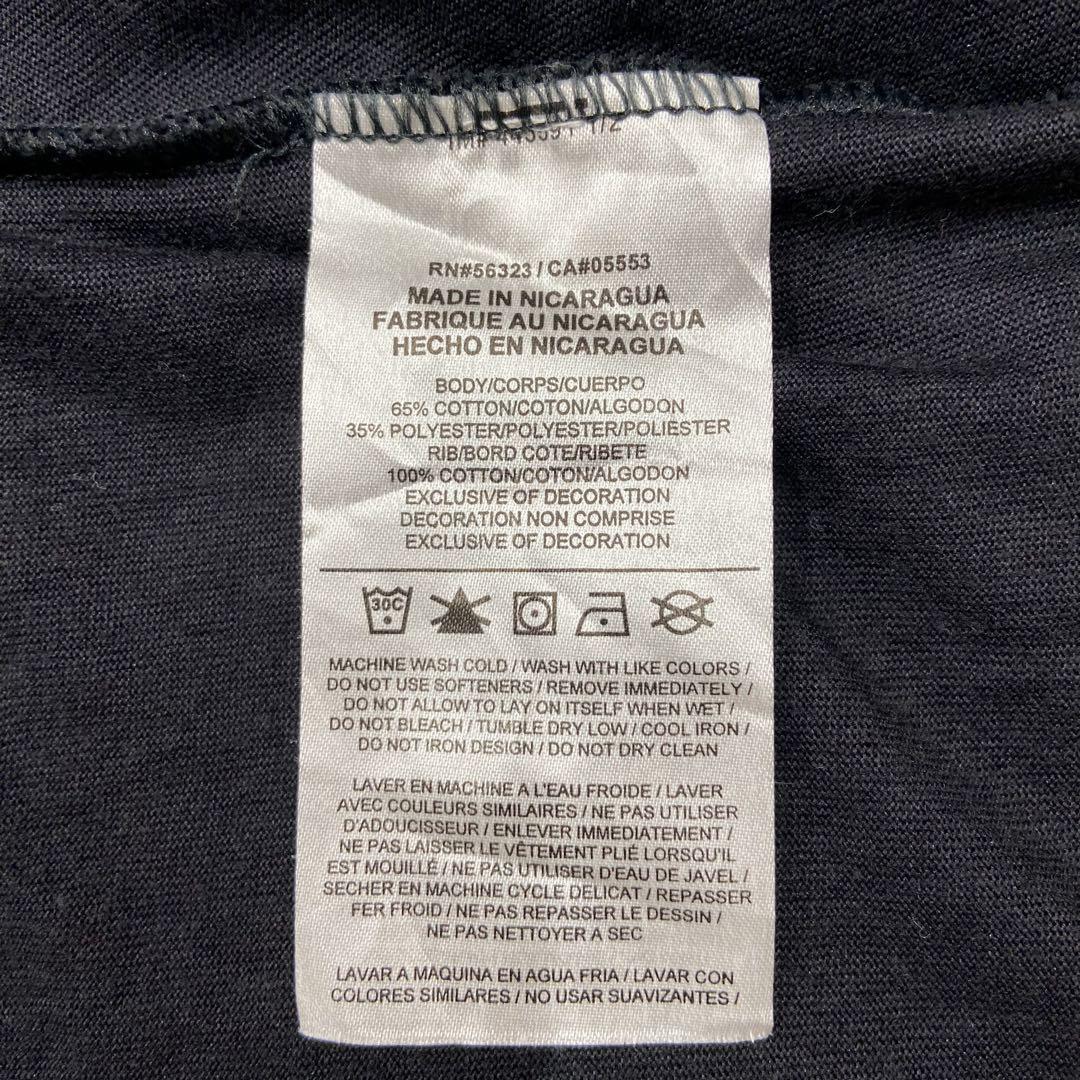 1/2
RN#56323 / CA#05553
MADE IN NICARAGUA
FABRIQUE AU NICARAGUA
HECHO EN NICARAGUA
BODY/CORPS/CUERPO
65% COTTON/COTON/ALGODON
35% POLYESTER/POLYESTER/POLIÉSTER
RIB/BORD COTE/RIBETE
100% COTTON/COTON/ALGODON
EXCLUSIVE OF DECORATION
DECORATION NON COMPRISE
EXCLUSIVE OF DECORATION
30C
MACHINE WASH COLD / WASH WITH LIKE COLORS /
DO NOT USE SOFTENERS / REMOVE IMMEDIATELY /
DO NOT ALLOW TO LAY ON ITSELF WHEN WET /
DO NOT BLEACH / TUMBLE DRY LOW / COOL IRON /
DO NOT IRON DESIGN / DO NOT DRY CLEAN
LAVER EN MACHINE A L'EAU FROIDE / LAVER
AVEC COULEURS SIMILAIRES / NE PAS UTILISER
D'ADOUCISSEUR / ENLEVER IMMEDIATEMENT /
NE PAS LAISSER LE VÊTEMENT PLIÉ LORSQU'IL
EST MOUILLÉ / NE PAS UTILISER D'EAU DE JAVEL /
SECHER EN MACHINE CYCLE DELICAT / REPASSER
FER FROID / NE PAS REPASSER LE DESSIN /
NE PAS NETTOYER A SEC
LAVAR A MAQUINA EN AGUA FRIA / LAVAR CON
COLORES SIMILARES / NO USAR SUAVIZANTES /